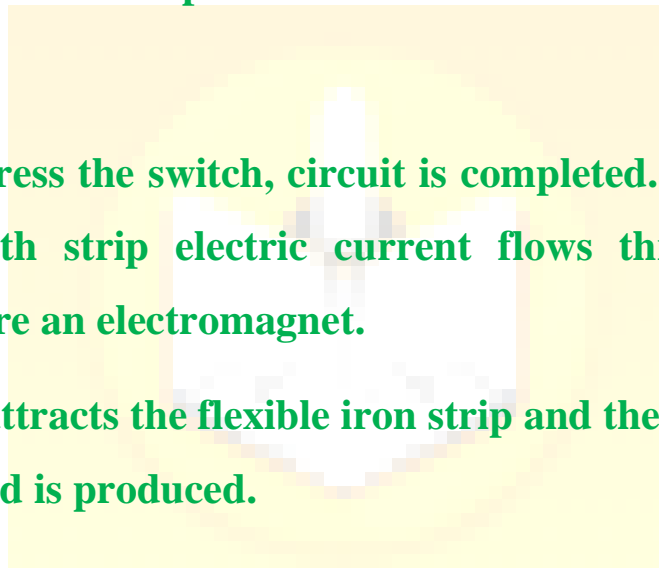 ress the switch, circuit is completed.
th strip electric current flows th
re an electromagnet.
attracts the flexible iron strip and the
d is produced.